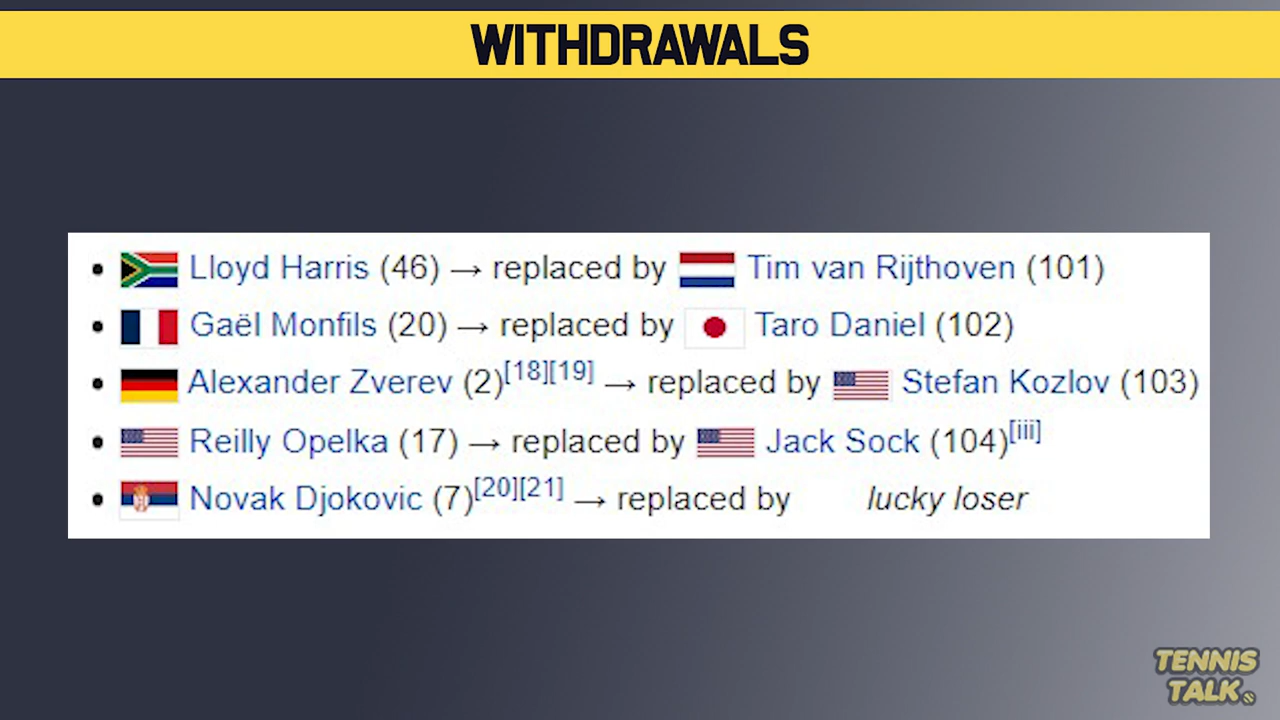 WITHDRAWALS
• Lloyd Harris (46) → replaced by Tim van Rijthoven (101)
• Gaël Monfils (20) → replaced by Taro Daniel (102)
• Alexander Zverev (2)[18][19] → replaced by Stefan Kozlov (103)
• Reilly Opelka (17) → replaced by Jack Sock (104)[iii]
• Novak Djokovic (7)[20][21] → replaced by lucky loser
TENNIS
TALK